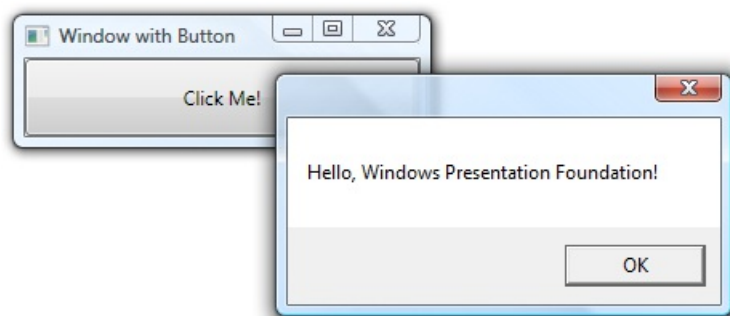 Window with Button
Click Me!
Hello, Windows Presentation Foundation!
OK